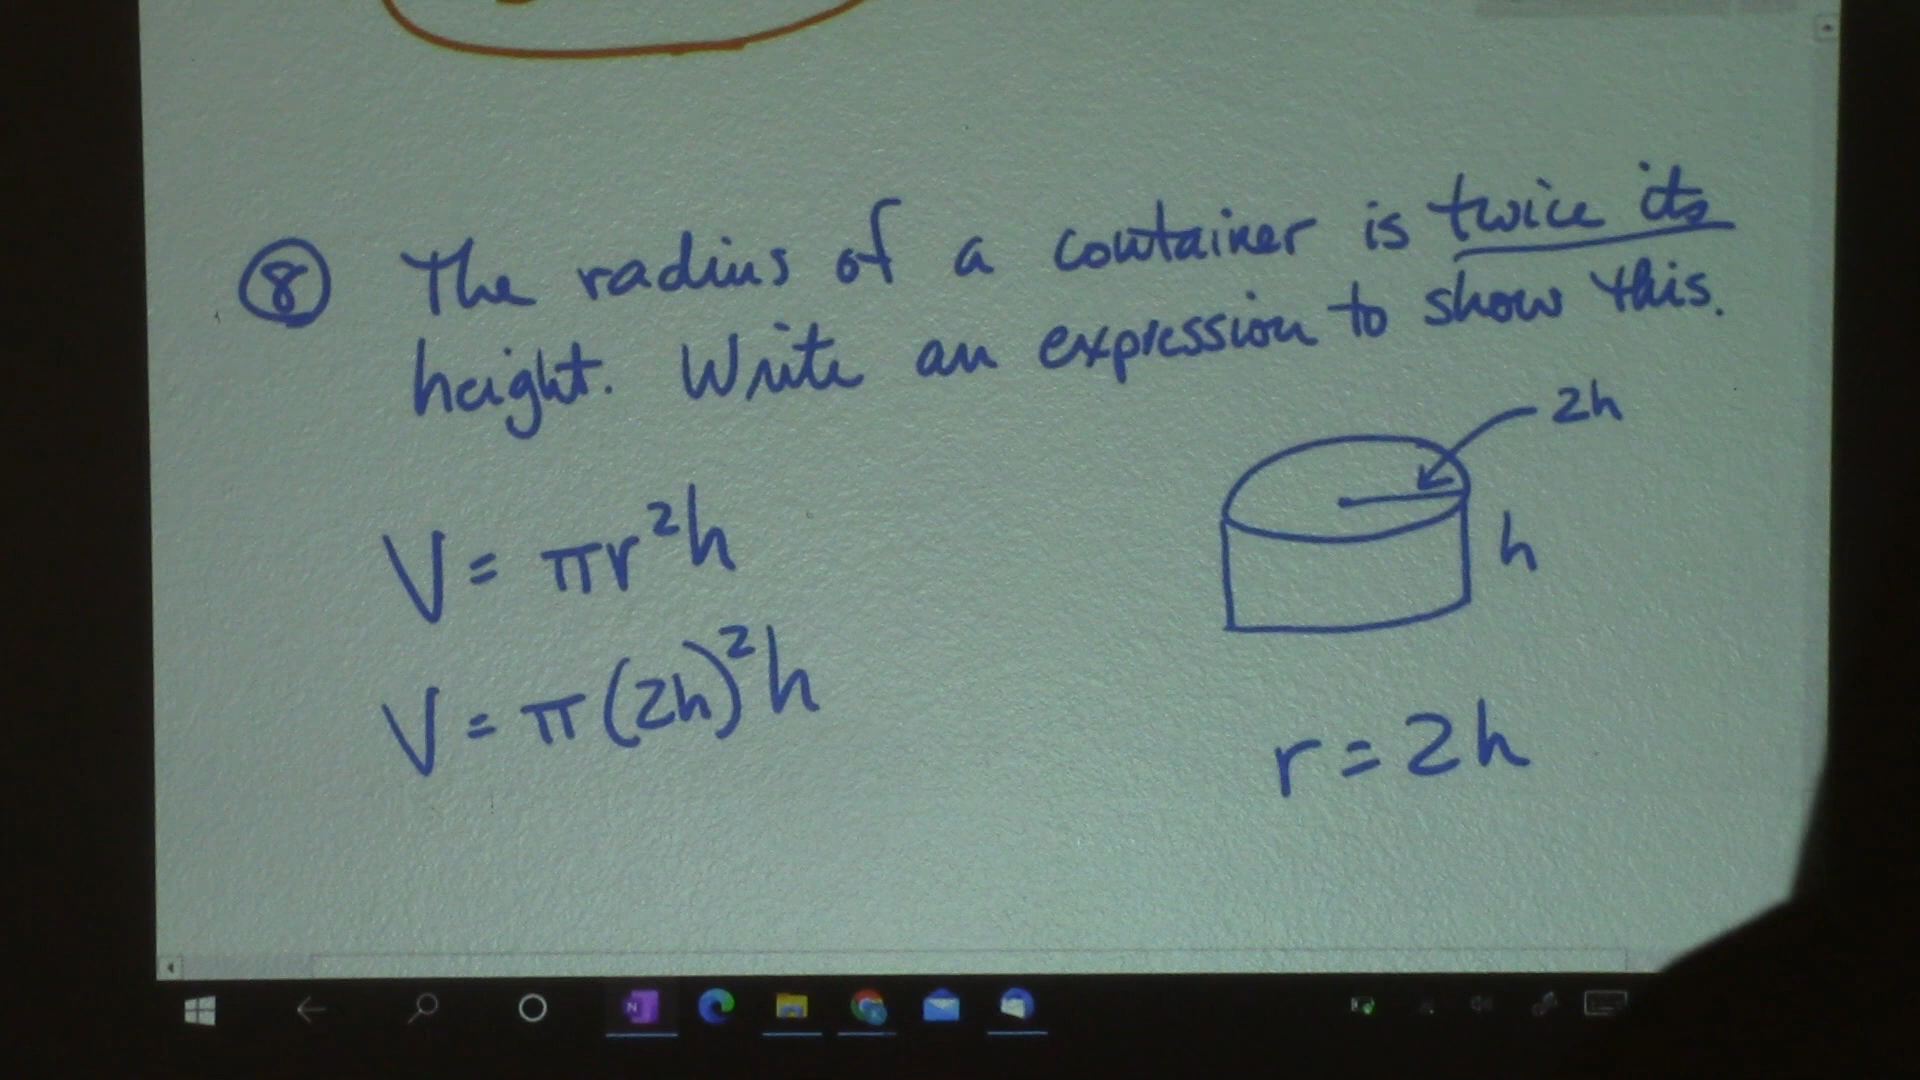 ⑧ The radius of a container is twice its
height. Write an expression to show this.
2h
V = πr²h
h
V = π(2h)²h
r = 2h